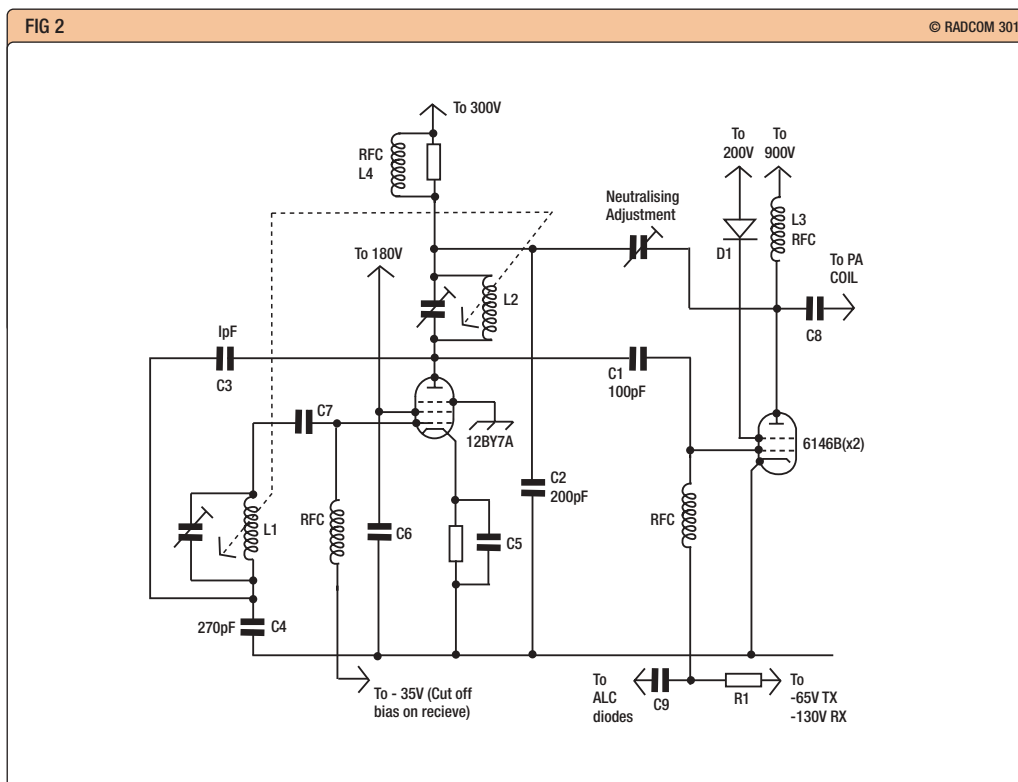 FIG 2
© RADCOM 301
To 300V
RFC
L4
To
200V
To
900V
Neutralising
Adjustment
L3
RFC
D1
To 180V
To PA
COIL
L2
C8
IpF
C3
C1
100pF
C7
12BY7A
6146B(x2)
C2
200pF
RFC
RFC
L1
C6
C5
270pF
C4
To - 35V (Cut off
bias on recieve)
To
ALC
diodes
C9
R1
To
-65V TX
-130V RX